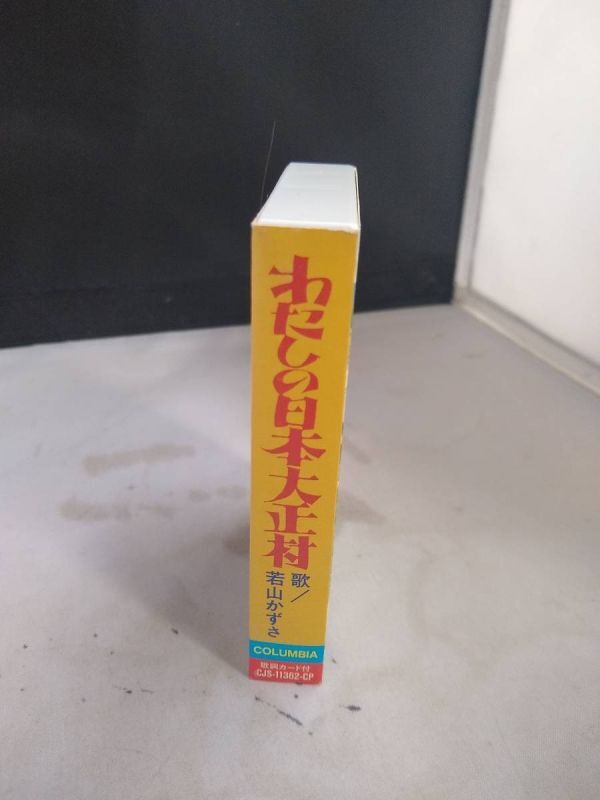 わたしの日本大正村
歌／
若山かずさ
COLUMBIA
歌詞カード付
CJS-11362-CP